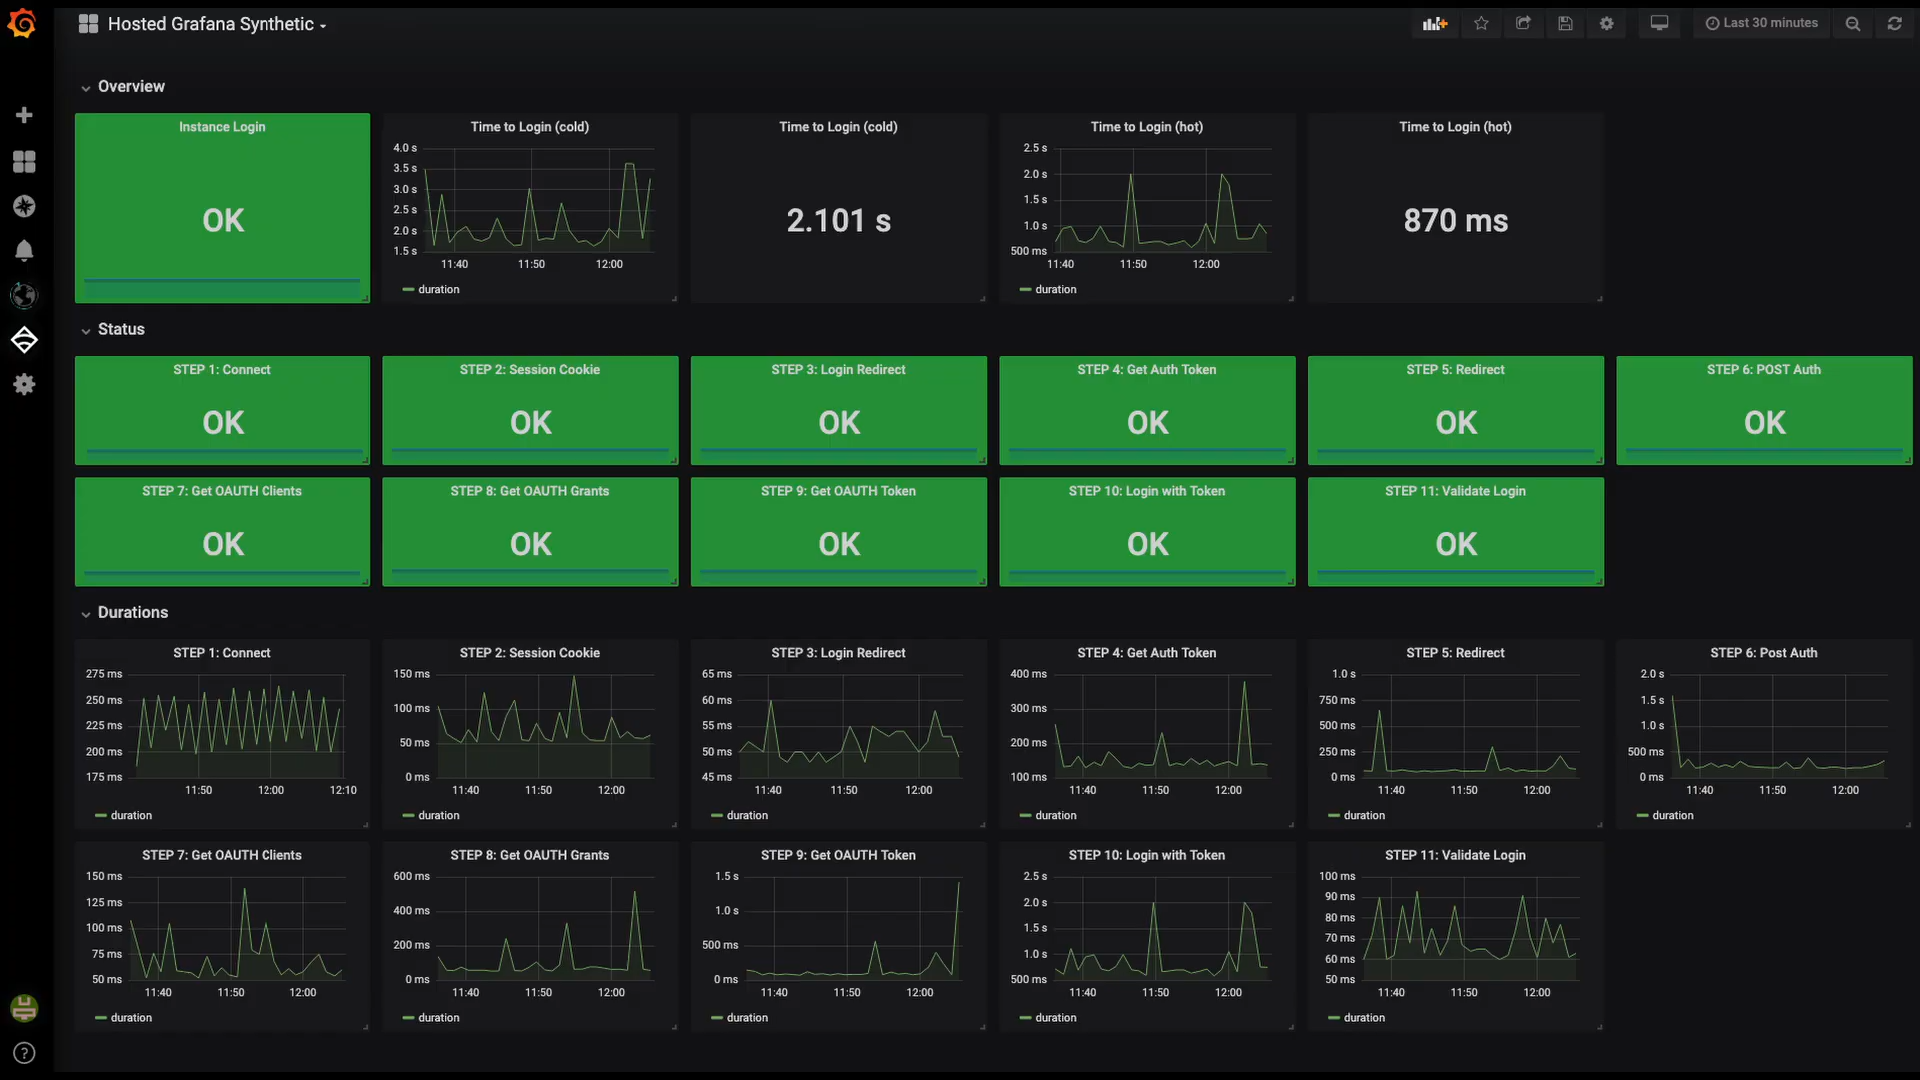 Hosted Grafana Synthetic
Last 30 minutes
Overview
Instance Login
OK
Time to Login (cold)
4.0 s
3.5 s
3.0 s
2.5 s
2.0 s
1.5 s
11:40 11:50 12:00
duration
Time to Login (cold)
2.101 s
Time to Login (hot)
2.5 s
2.0 s
1.5 s
1.0 s
500 ms
11:40 11:50 12:00
duration
Time to Login (hot)
870 ms
Status
STEP 1: Connect
OK
STEP 2: Session Cookie
OK
STEP 3: Login Redirect
OK
STEP 4: Get Auth Token
OK
STEP 5: Redirect
OK
STEP 6: POST Auth
OK
STEP 7: Get OAUTH Clients
OK
STEP 8: Get OAUTH Grants
OK
STEP 9: Get OAUTH Token
OK
STEP 10: Login with Token
OK
STEP 11: Validate Login
OK
Durations
STEP 1: Connect
275 ms
250 ms
225 ms
200 ms
175 ms
11:50 12:00 12:10
duration
STEP 2: Session Cookie
150 ms
100 ms
50 ms
0 ms
11:40 11:50 12:00
duration
STEP 3: Login Redirect
65 ms
60 ms
55 ms
50 ms
45 ms
11:40 11:50 12:00
duration
STEP 4: Get Auth Token
400 ms
300 ms
200 ms
100 ms
11:40 11:50 12:00
duration
STEP 5: Redirect
1.0 s
750 ms
500 ms
250 ms
0 ms
11:40 11:50 12:00
duration
STEP 6: Post Auth
2.0 s
1.5 s
1.0 s
500 ms
0 ms
11:40 11:50 12:00
duration
STEP 7: Get OAUTH Clients
150 ms
125 ms
100 ms
75 ms
50 ms
11:40 11:50 12:00
duration
STEP 8: Get OAUTH Grants
600 ms
400 ms
200 ms
0 ms
11:40 11:50 12:00
duration
STEP 9: Get OAUTH Token
1.5 s
1.0 s
500 ms
0 ms
11:40 11:50 12:00
duration
STEP 10: Login with Token
2.5 s
2.0 s
1.5 s
1.0 s
500 ms
11:40 11:50 12:00
duration
STEP 11: Validate Login
100 ms
90 ms
80 ms
70 ms
60 ms
50 ms
11:40 11:50 12:00
duration